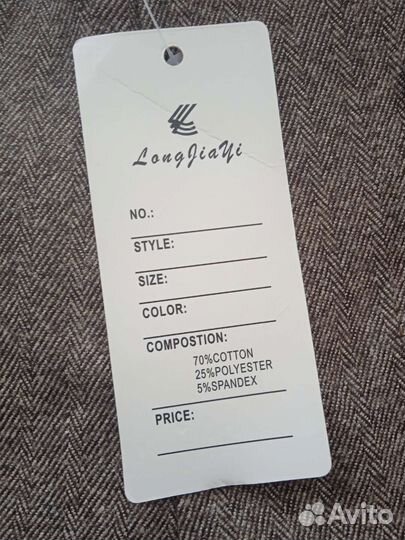 LongJiaYi
NO.:
STYLE:
SIZE:
COLOR:
COMPOSTION:
70%COTTON
25%POLYESTER
5%SPANDEX
PRICE:
Avito